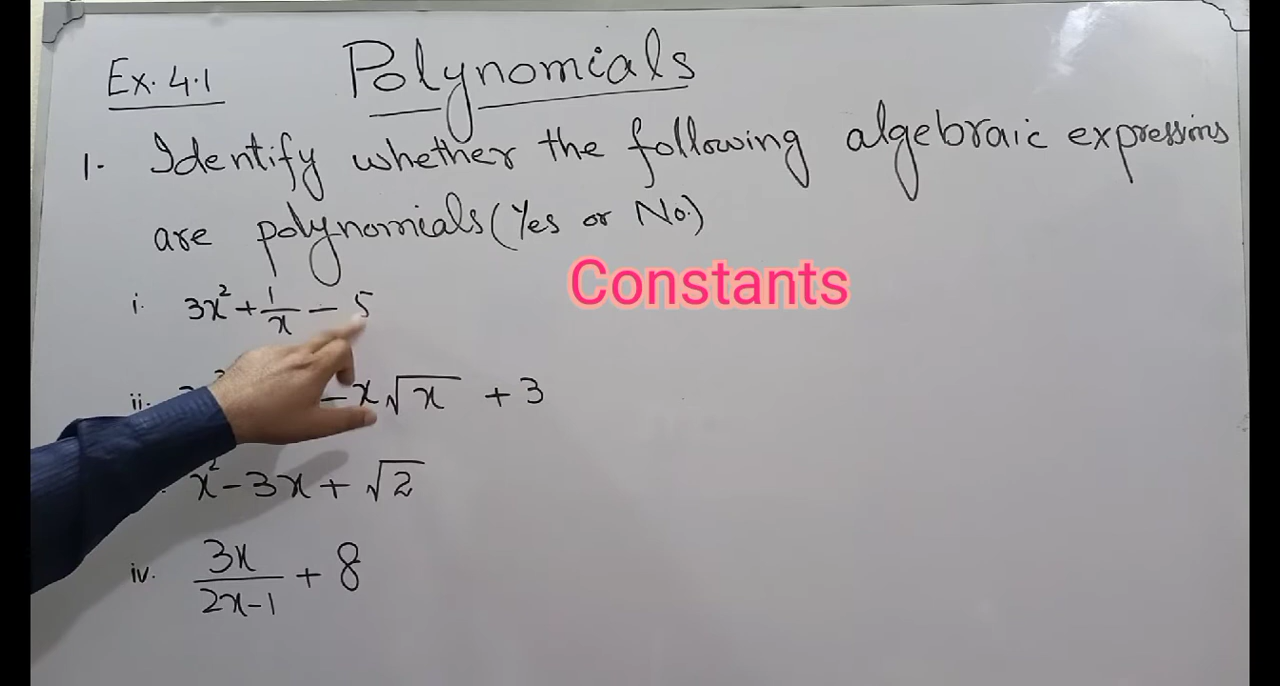 Ex. 4.1 Polynomials
1. Identify whether the following algebraic expressions
are polynomials (Yes or No.)
Constants
i. 3x² + 1/x - 5
ii. - x√x + 3
x² - 3x + √2
iv. 3x/(2x-1) + 8